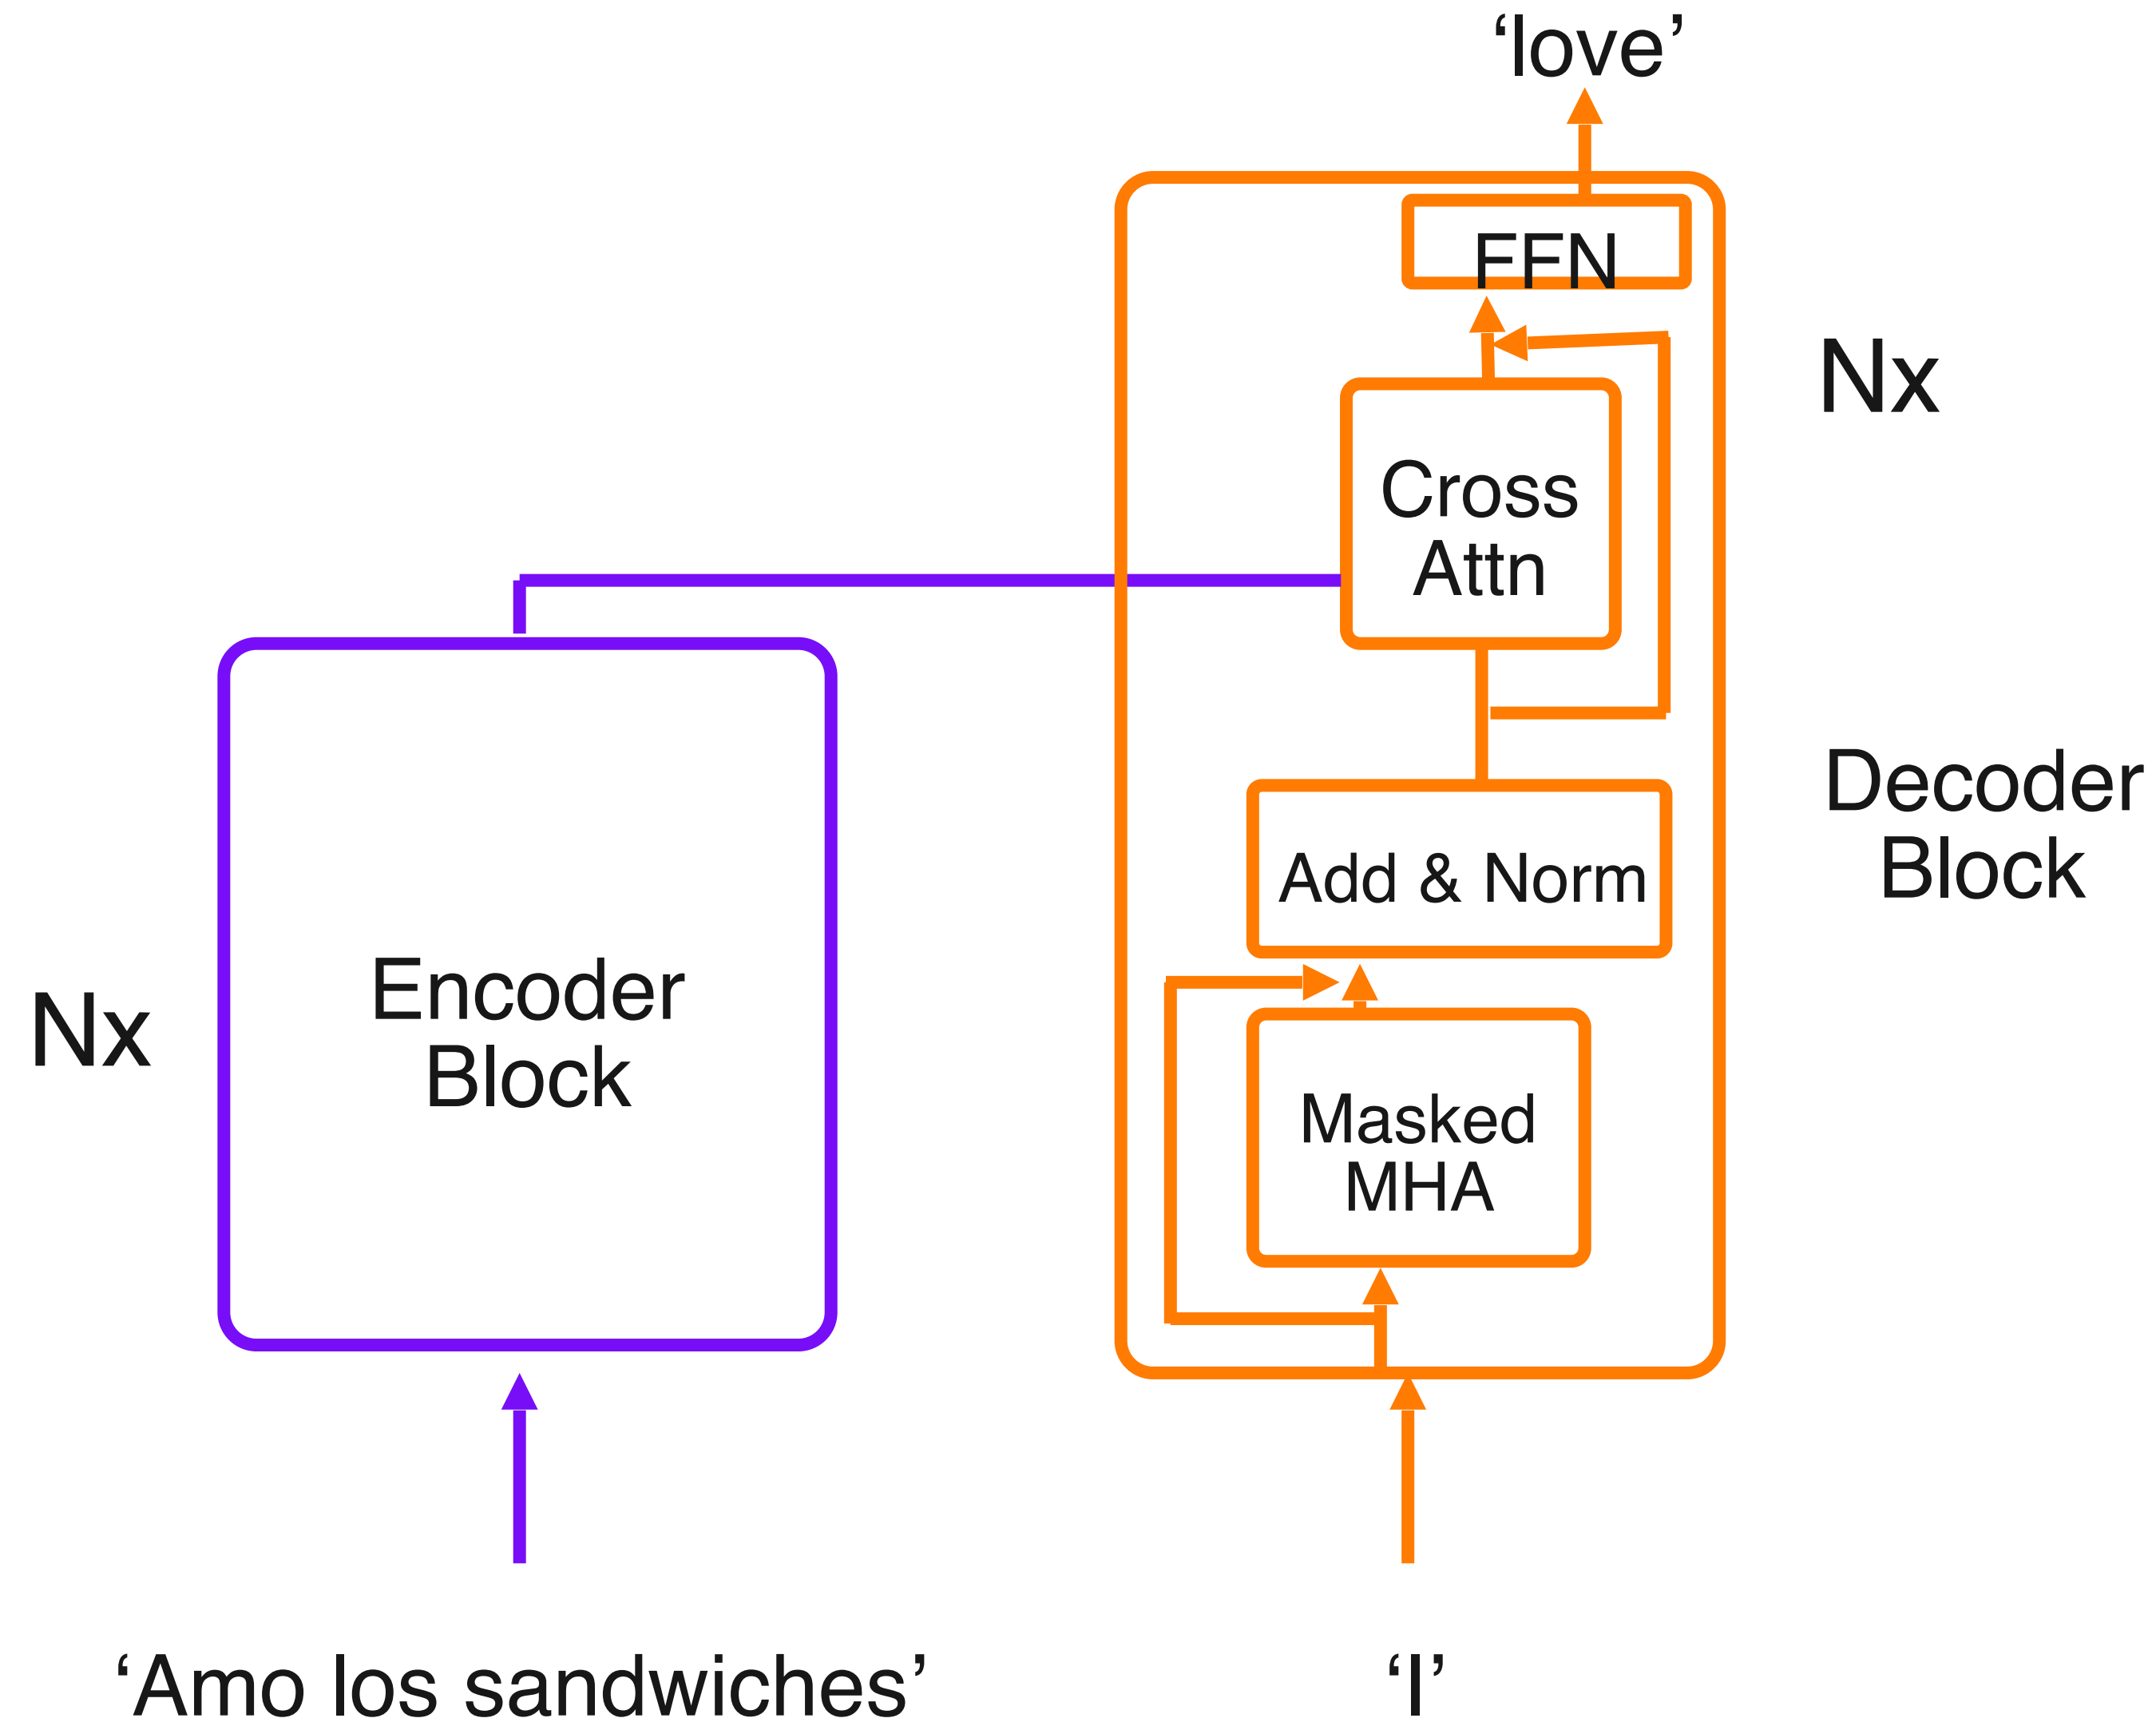 ‘love’
FFN
Nx
Cross
Attn
Decoder
Block
Add & Norm
Nx
Encoder
Block
Masked
MHA
‘Amo los sandwiches’
‘I’